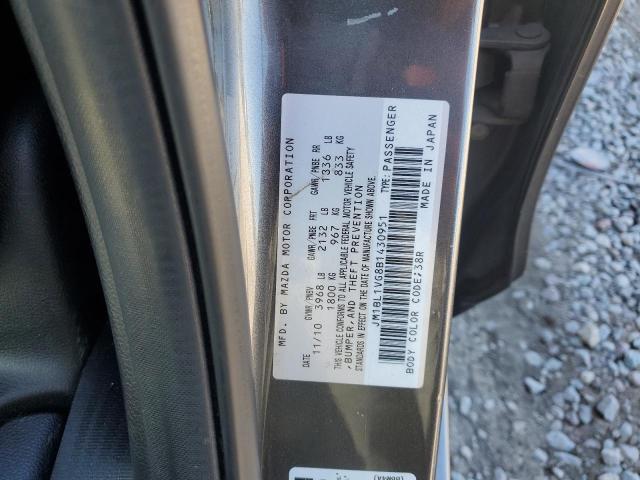 MFD. BY MAZDA MOTOR CORPORATION
DATE GVWR/PNBV GAWR/PNBE FRT GAWR/PNBE RR
11/10 3968 LB 2132 LB 1336 LB
1800 KG 967 KG 833 KG
THIS VEHICLE CONFORMS TO ALL APPLICABLE FEDERAL MOTOR VEHICLE SAFETY
/BUMPER, AND THEFT PREVENTION
STANDARDS IN EFFECT ON THE DATE OF MANUFACTURE SHOWN ABOVE.
JM1BL1VG8B1430951 TYPE: PASSENGER
BODY COLOR CODE: 38R MADE IN JAPAN